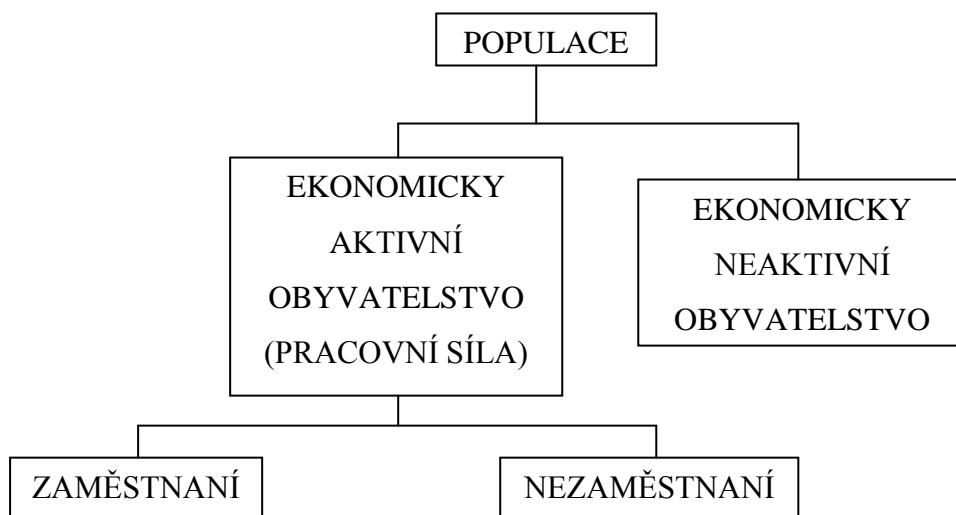 POPULACE
EKONOMICKY
AKTIVNÍ
OBYVATELSTVO
(PRACOVNÍ SÍLA)
EKONOMICKY
NEAKTIVNÍ
OBYVATELSTVO
ZAMĚSTNANÍ
NEZAMĚSTNANÍ